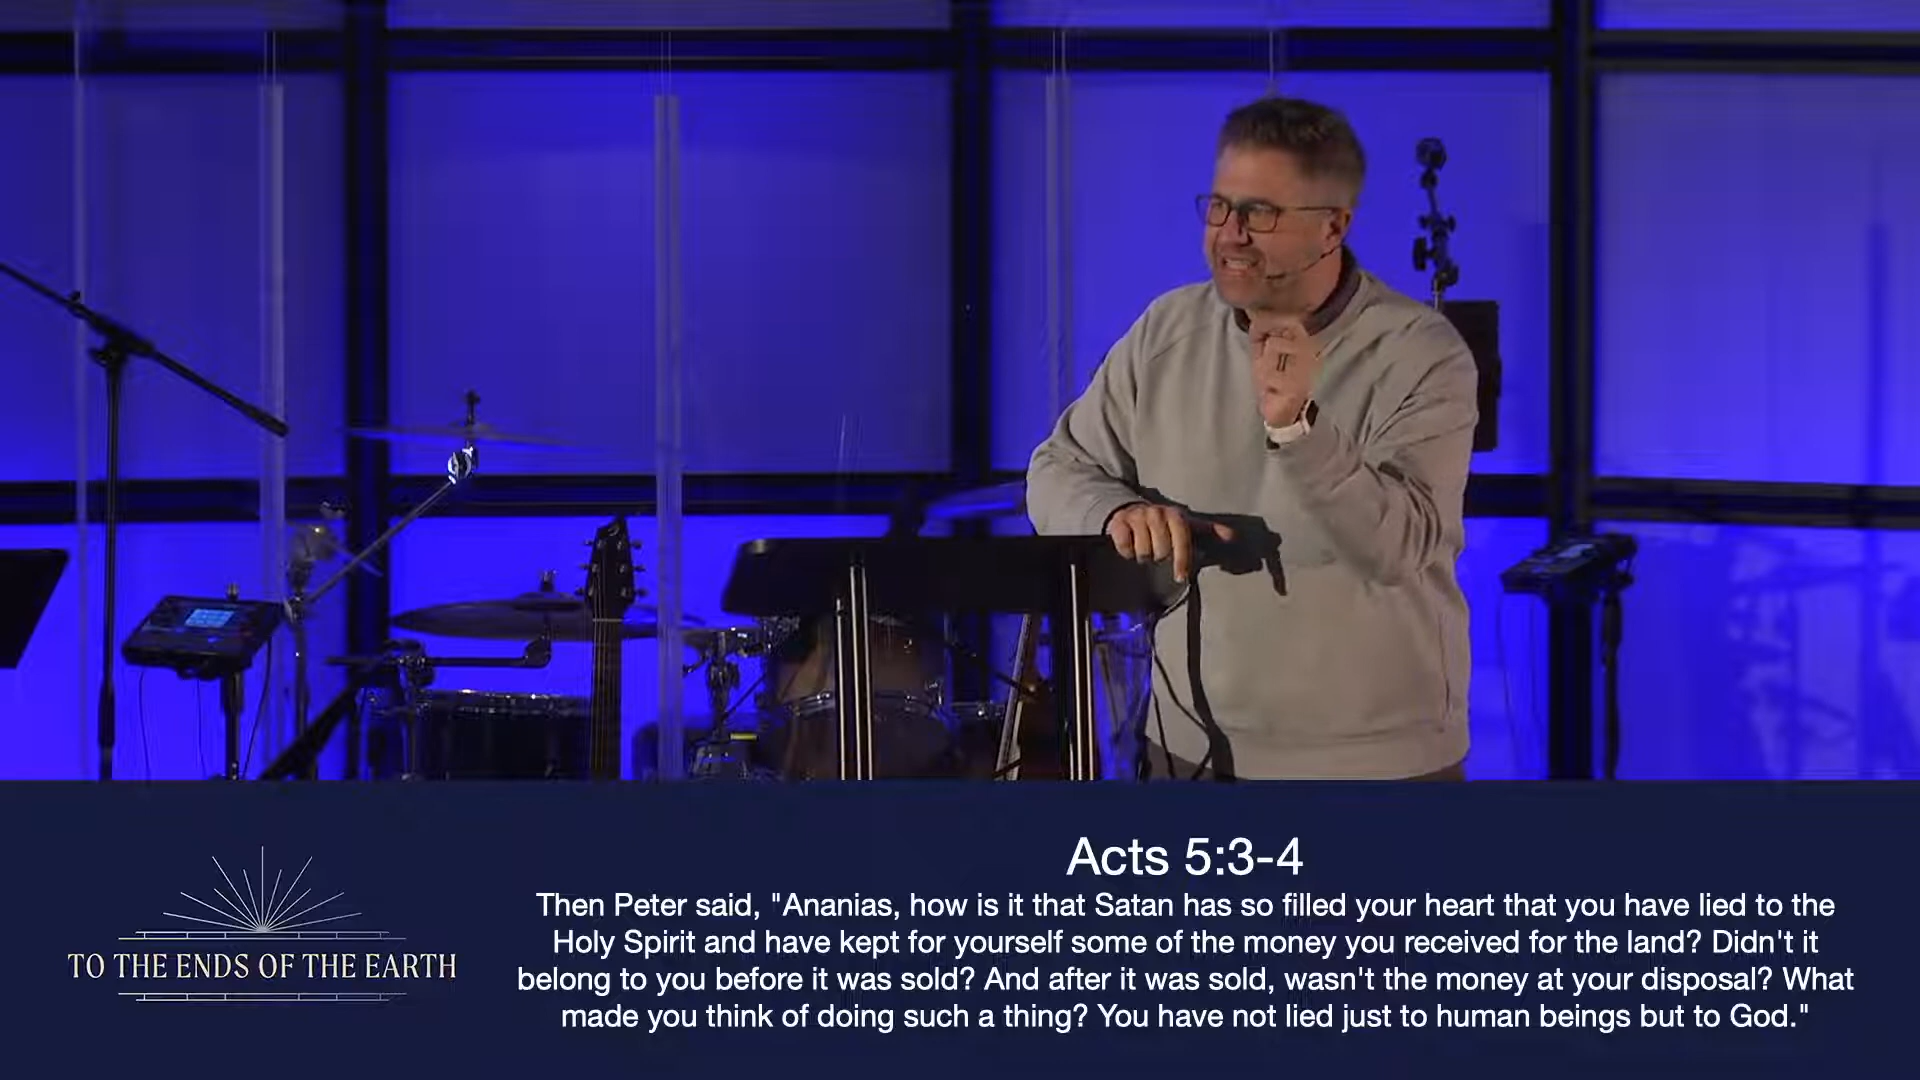 Acts 5:3-4
Then Peter said, "Ananias, how is it that Satan has so filled your heart that you have lied to the
Holy Spirit and have kept for yourself some of the money you received for the land? Didn't it
belong to you before it was sold? And after it was sold, wasn't the money at your disposal? What
made you think of doing such a thing? You have not lied just to human beings but to God."
TO THE ENDS OF THE EARTH